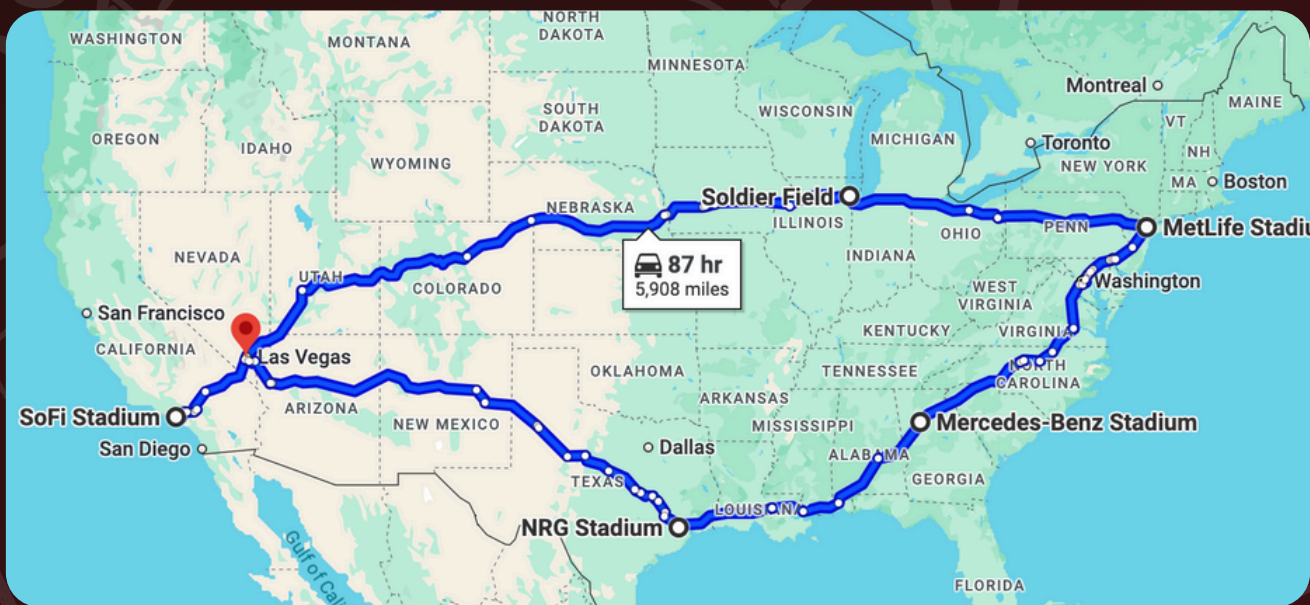 NORTH
DAKOTA
WASHINGTON
MONTANA
MINNESOTA
Montreal
MAINE
SOUTH
DAKOTA
WISCONSIN
VT
OREGON
IDAHO
MICHIGAN
Toronto
NH
WYOMING
NEW YORK
MA
Boston
Soldier Field
NEBRASKA
ILLINOIS
OHIO
PENN
MetLife Stadiu
NEVADA
UTAH
COLORADO
87 hr
5,908 miles
INDIANA
WEST
VIRGINIA
Washington
San Francisco
CALIFORNIA
Las Vegas
KENTUCKY
VIRGINIA
OKLAHOMA
TENNESSEE
NORTH
CAROLINA
ARKANSAS
SoFi Stadium
ARIZONA
NEW MEXICO
MISSISSIPPI
Mercedes-Benz Stadium
San Diego
Dallas
ALABAMA
GEORGIA
TEXAS
LOUISIANA
NRG Stadium
Gulf of Cali
FLORIDA